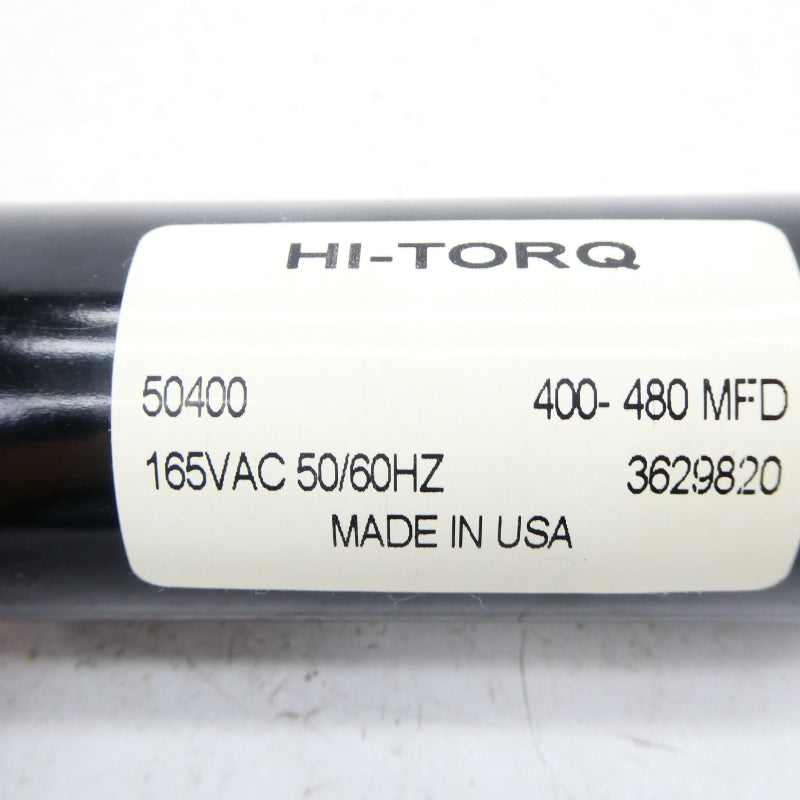 HI-TORQ
50400 400- 480 MFD
165VAC 50/60HZ 3629820
MADE IN USA